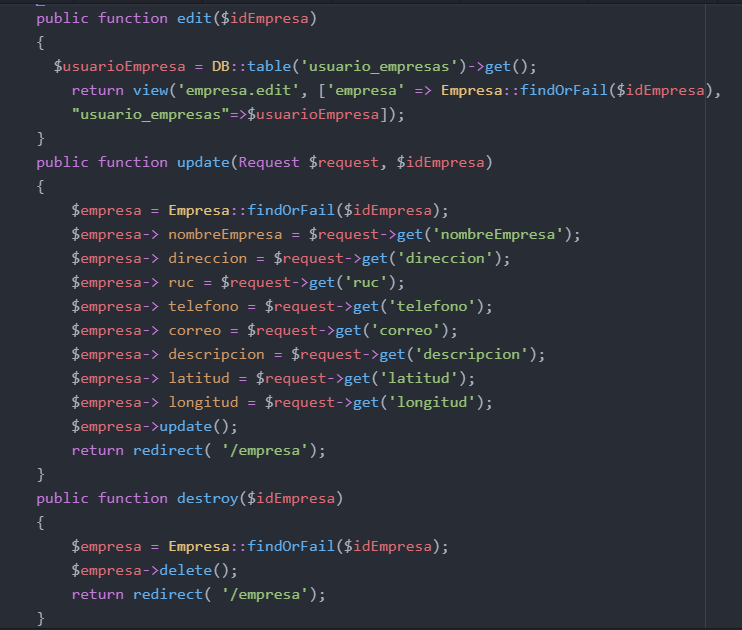 public function edit($idEmpresa)
{
$usuarioEmpresa = DB::table('usuario_empresas')->get();
return view('empresa.edit', ['empresa' => Empresa::findOrFail($idEmpresa),
"usuario_empresas"=>$usuarioEmpresa]);
}
public function update(Request $request, $idEmpresa)
{
$empresa = Empresa::findOrFail($idEmpresa);
$empresa-> nombreEmpresa = $request->get('nombreEmpresa');
$empresa-> direccion = $request->get('direccion');
$empresa-> ruc = $request->get('ruc');
$empresa-> telefono = $request->get('telefono');
$empresa-> correo = $request->get('correo');
$empresa-> descripcion = $request->get('descripcion');
$empresa-> latitud = $request->get('latitud');
$empresa-> longitud = $request->get('longitud');
$empresa->update();
return redirect( '/empresa');
}
public function destroy($idEmpresa)
{
$empresa = Empresa::findOrFail($idEmpresa);
$empresa->delete();
return redirect( '/empresa');
}